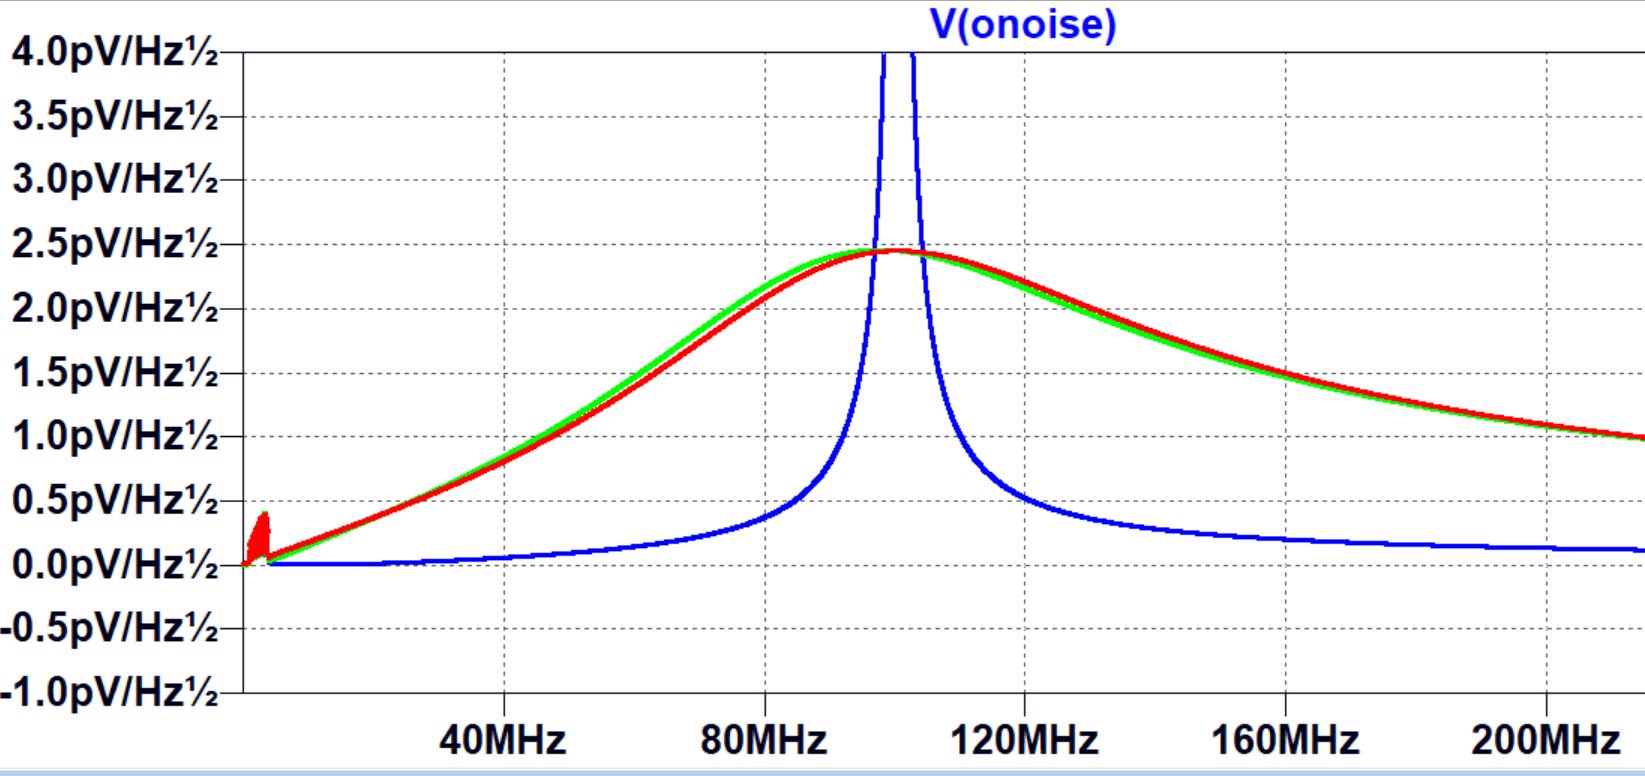 V(onoise)
4.0pV/Hz½
3.5pV/Hz½
3.0pV/Hz½
2.5pV/Hz½
2.0pV/Hz½
1.5pV/Hz½
1.0pV/Hz½
0.5pV/Hz½
0.0pV/Hz½
-0.5pV/Hz½
-1.0pV/Hz½
40MHz 80MHz 120MHz 160MHz 200MHz